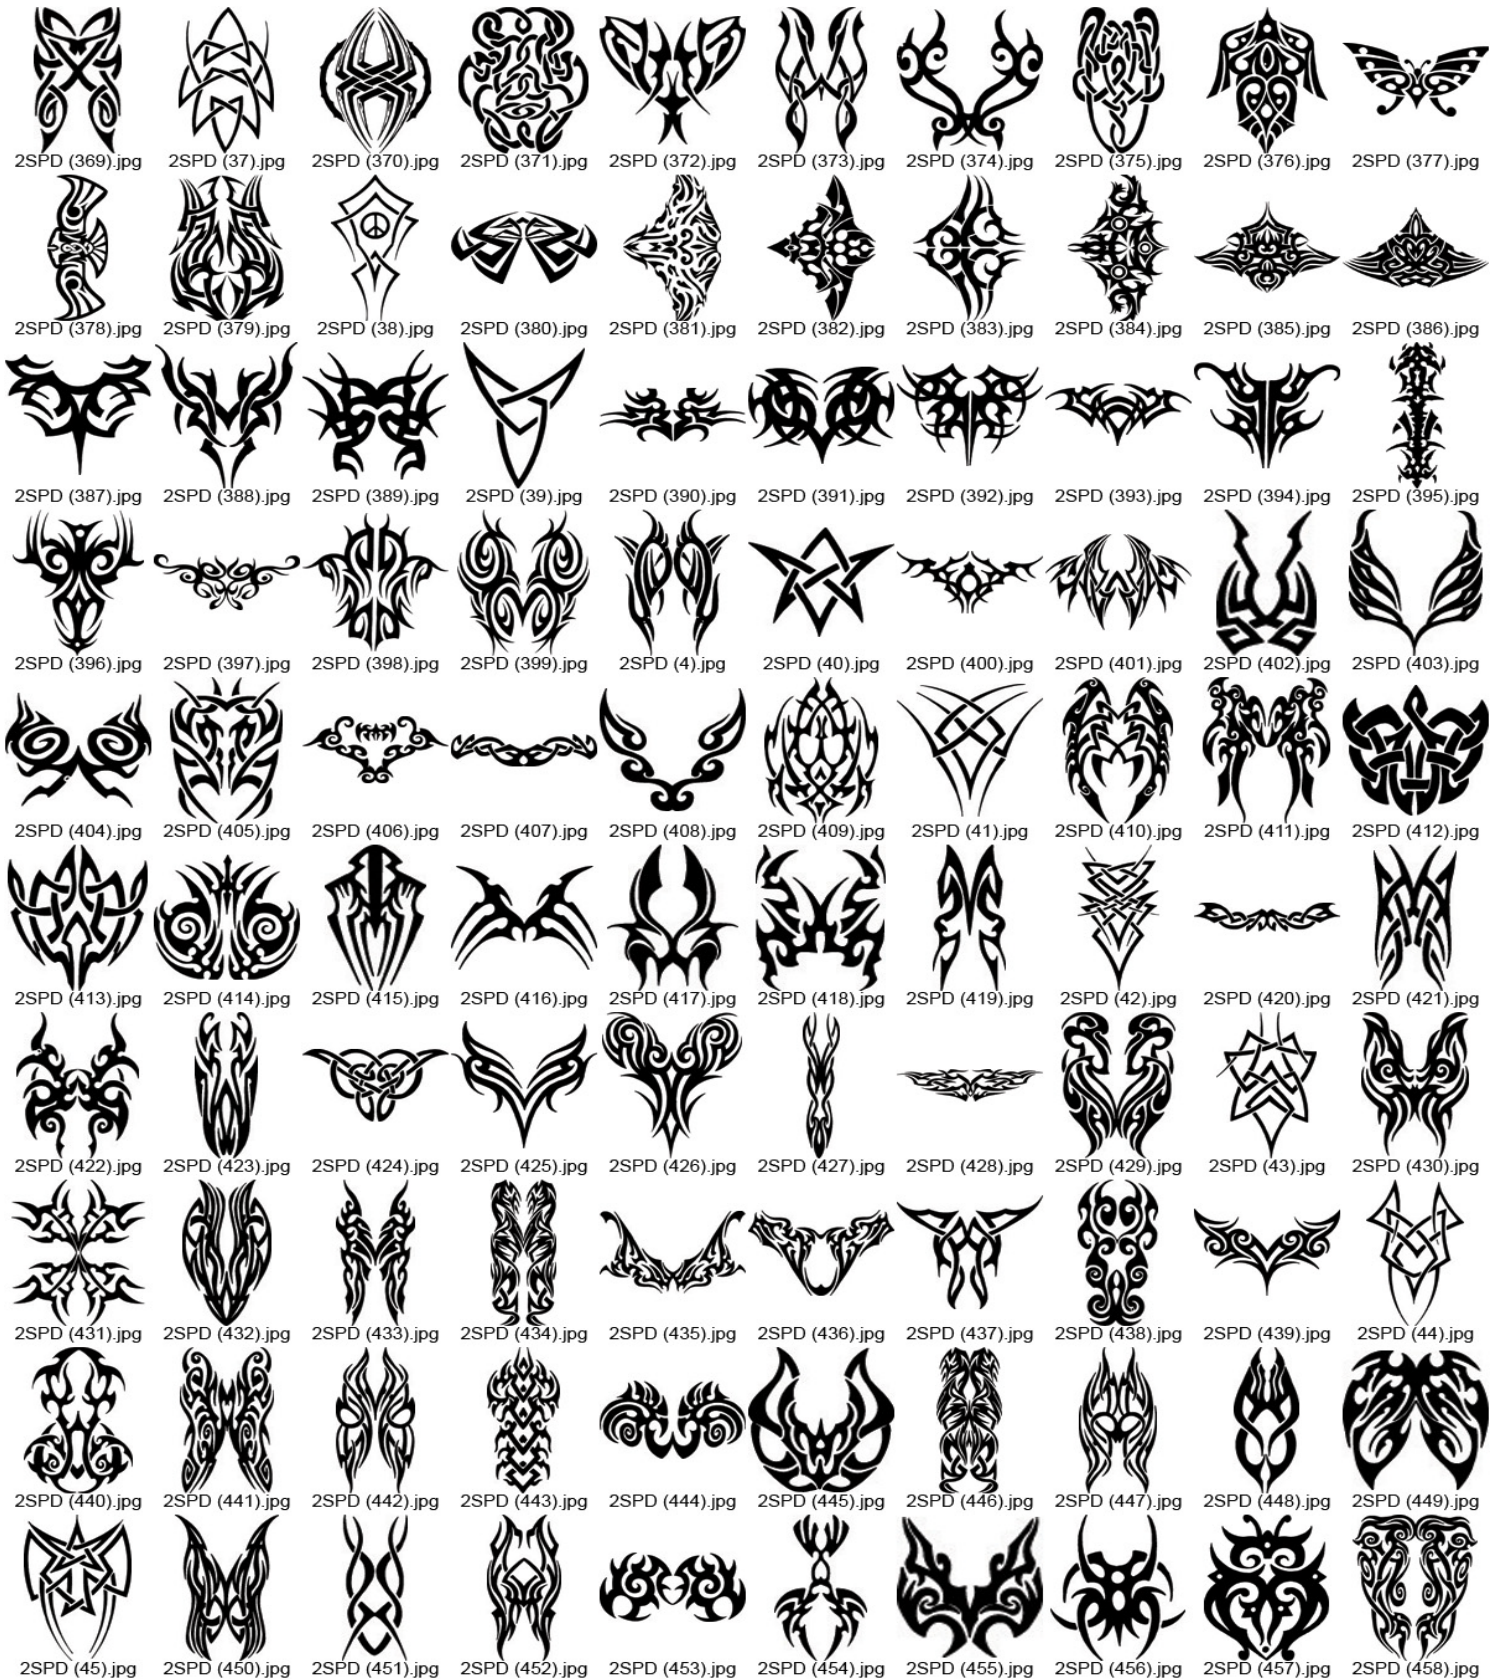 2SPD (369).jpg 2SPD (37).jpg 2SPD (370).jpg 2SPD (371).jpg 2SPD (372).jpg 2SPD (373).jpg 2SPD (374).jpg 2SPD (375).jpg 2SPD (376).jpg 2SPD (377).jpg
2SPD (378).jpg 2SPD (379).jpg 2SPD (38).jpg 2SPD (380).jpg 2SPD (381).jpg 2SPD (382).jpg 2SPD (383).jpg 2SPD (384).jpg 2SPD (385).jpg 2SPD (386).jpg
2SPD (387).jpg 2SPD (388).jpg 2SPD (389).jpg 2SPD (39).jpg 2SPD (390).jpg 2SPD (391).jpg 2SPD (392).jpg 2SPD (393).jpg 2SPD (394).jpg 2SPD (395).jpg
2SPD (396).jpg 2SPD (397).jpg 2SPD (398).jpg 2SPD (399).jpg 2SPD (4).jpg 2SPD (40).jpg 2SPD (400).jpg 2SPD (401).jpg 2SPD (402).jpg 2SPD (403).jpg
2SPD (404).jpg 2SPD (405).jpg 2SPD (406).jpg 2SPD (407).jpg 2SPD (408).jpg 2SPD (409).jpg 2SPD (41).jpg 2SPD (410).jpg 2SPD (411).jpg 2SPD (412).jpg
2SPD (413).jpg 2SPD (414).jpg 2SPD (415).jpg 2SPD (416).jpg 2SPD (417).jpg 2SPD (418).jpg 2SPD (419).jpg 2SPD (42).jpg 2SPD (420).jpg 2SPD (421).jpg
2SPD (422).jpg 2SPD (423).jpg 2SPD (424).jpg 2SPD (425).jpg 2SPD (426).jpg 2SPD (427).jpg 2SPD (428).jpg 2SPD (429).jpg 2SPD (43).jpg 2SPD (430).jpg
2SPD (431).jpg 2SPD (432).jpg 2SPD (433).jpg 2SPD (434).jpg 2SPD (435).jpg 2SPD (436).jpg 2SPD (437).jpg 2SPD (438).jpg 2SPD (439).jpg 2SPD (44).jpg
2SPD (440).jpg 2SPD (441).jpg 2SPD (442).jpg 2SPD (443).jpg 2SPD (444).jpg 2SPD (445).jpg 2SPD (446).jpg 2SPD (447).jpg 2SPD (448).jpg 2SPD (449).jpg
2SPD (45).jpg 2SPD (450).jpg 2SPD (451).jpg 2SPD (452).jpg 2SPD (453).jpg 2SPD (454).jpg 2SPD (455).jpg 2SPD (456).jpg 2SPD (457).jpg 2SPD (458).jpg